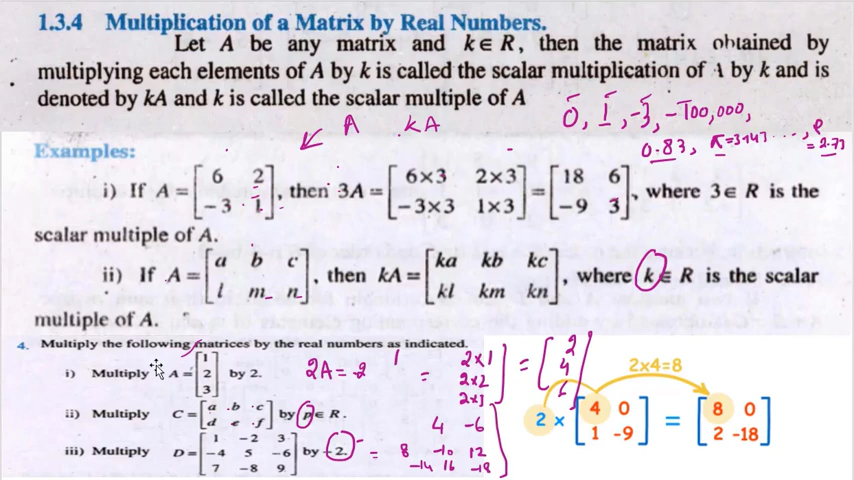 1.3.4 Multiplication of a Matrix by Real Numbers.
Let A be any matrix and k∈R, then the matrix obtained by
multiplying each elements of A by k is called the scalar multiplication of A by k and is
denoted by kA and k is called the scalar multiple of A
0, 1, -3, -100,000,
A kA
0.83, π=3.147 ..., e
= 2.73
Examples:
i) If A = [6 2; -3 1], then 3A = [6×3 2×3; -3×3 1×3] = [18 6; -9 3], where 3∈R is the
scalar multiple of A.
ii) If A = [a b c; l m n], then kA = [ka kb kc; kl km kn], where k∈R is the scalar
multiple of A.
4. Multiply the following matrices by the real numbers as indicated.
i) Multiply A = [1; 2; 3] by 2.
2A = 2
= [2×1; 2×2; 2×3] = [2; 4; 6]
ii) Multiply C = [a b c; d e f] by p∈R.
iii) Multiply D = [1 -2 3; -4 5 -6; 7 -8 9] by -2.
4 -6
= 8 -10 12
-14 16 -18
2×4=8
2 × [4 0; 1 -9] = [8 0; 2 -18]